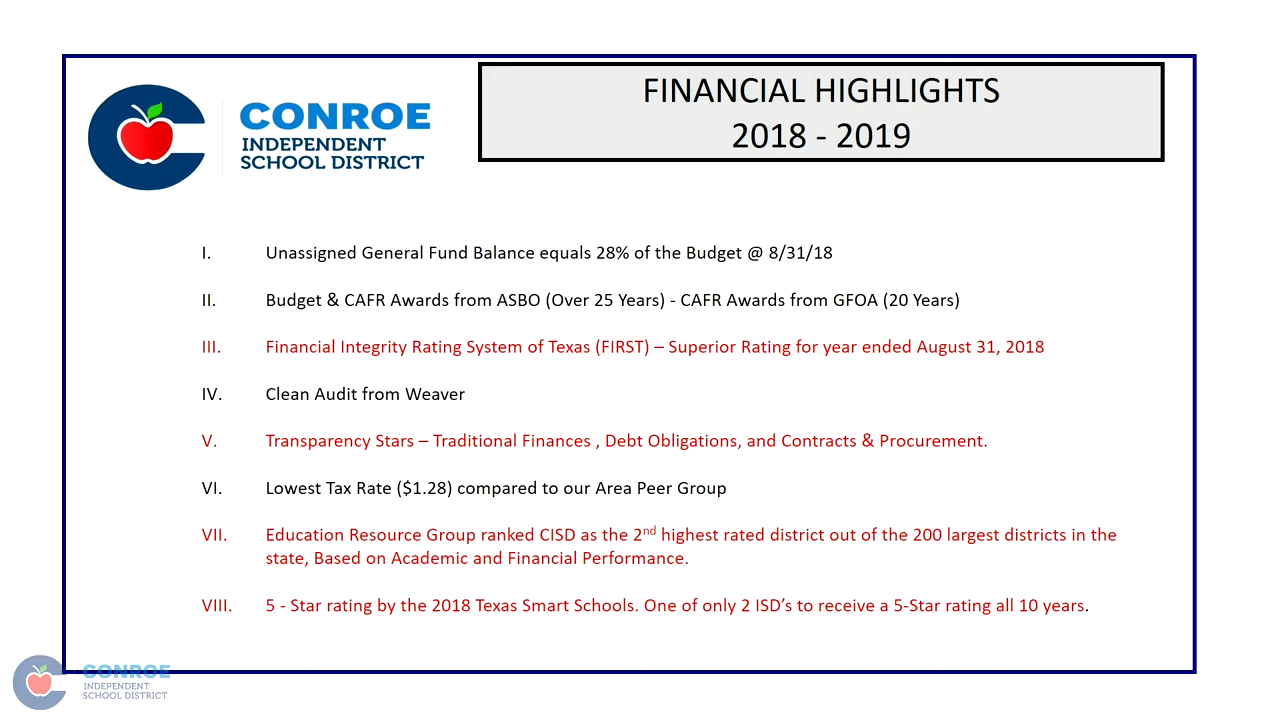 CONROE
INDEPENDENT
SCHOOL DISTRICT
FINANCIAL HIGHLIGHTS
2018 - 2019
I. Unassigned General Fund Balance equals 28% of the Budget @ 8/31/18
II. Budget & CAFR Awards from ASBO (Over 25 Years) - CAFR Awards from GFOA (20 Years)
III. Financial Integrity Rating System of Texas (FIRST) – Superior Rating for year ended August 31, 2018
IV. Clean Audit from Weaver
V. Transparency Stars – Traditional Finances , Debt Obligations, and Contracts & Procurement.
VI. Lowest Tax Rate ($1.28) compared to our Area Peer Group
VII. Education Resource Group ranked CISD as the 2nd highest rated district out of the 200 largest districts in the
state, Based on Academic and Financial Performance.
VIII. 5 - Star rating by the 2018 Texas Smart Schools. One of only 2 ISD’s to receive a 5-Star rating all 10 years.
CONROE
INDEPENDENT
SCHOOL DISTRICT